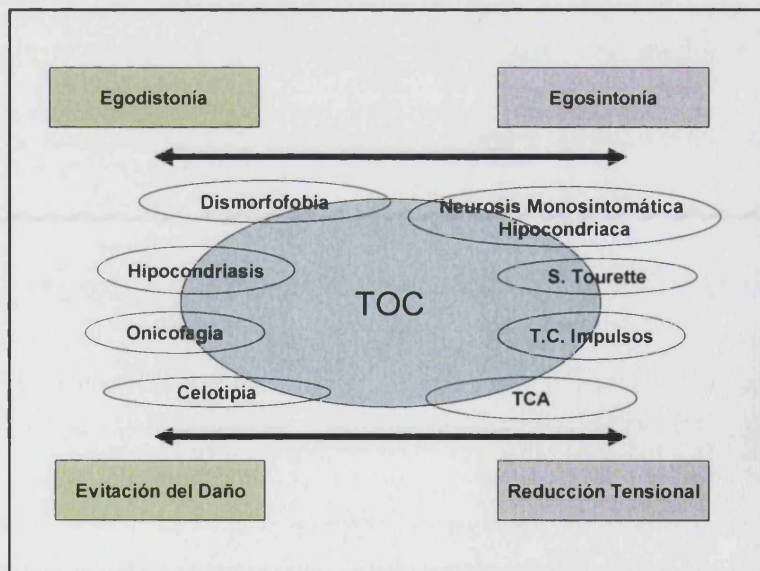 Egodistonía
Egosintonía
Dismorfofobia
Neurosis Monosintomática
Hipocondriaca
Hipocondriasis
S. Tourette
TOC
Onicofagia
T.C. Impulsos
Celotipia
TCA
Evitación del Daño
Reducción Tensional